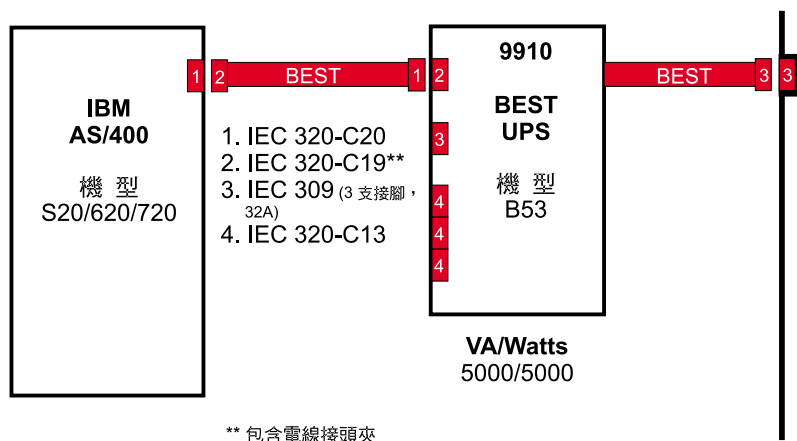 IBM
AS/400
機 型
S20/620/720
1
2
BEST
1
1. IEC 320-C20
2. IEC 320-C19**
3. IEC 309 (3 支接腳，
32A)
4. IEC 320-C13
9910
BEST
UPS
機 型
B53
2
3
4
4
4
VA/Watts
5000/5000
BEST
3
3
** 包含電線接頭夾